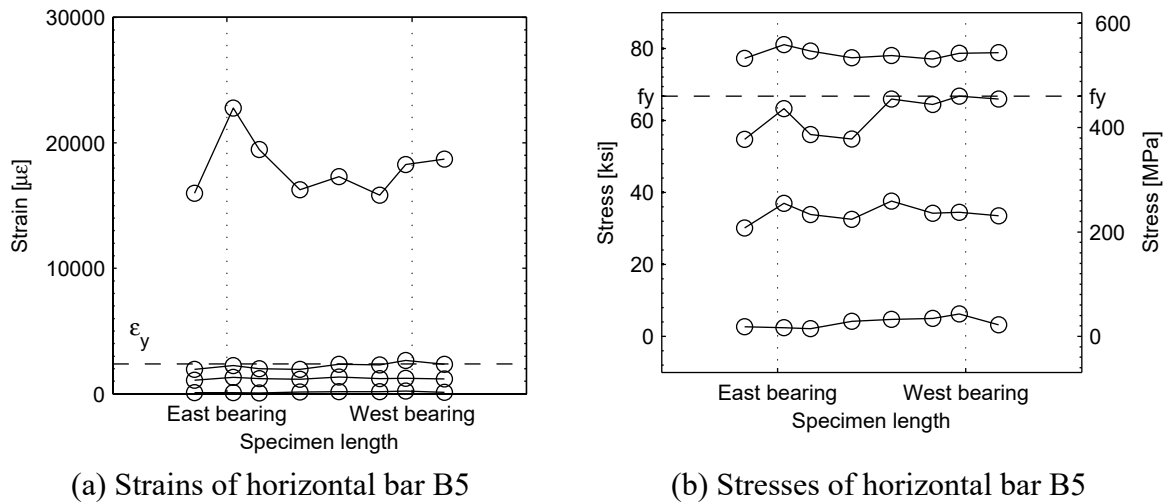 30000
20000
10000
0
Strain [µε]
εy
East bearing West bearing
Specimen length
(a) Strains of horizontal bar B5
80
fy
60
40
20
0
Stress [ksi]
600
fy
400
200
0
Stress [MPa]
East bearing West bearing
Specimen length
(b) Stresses of horizontal bar B5